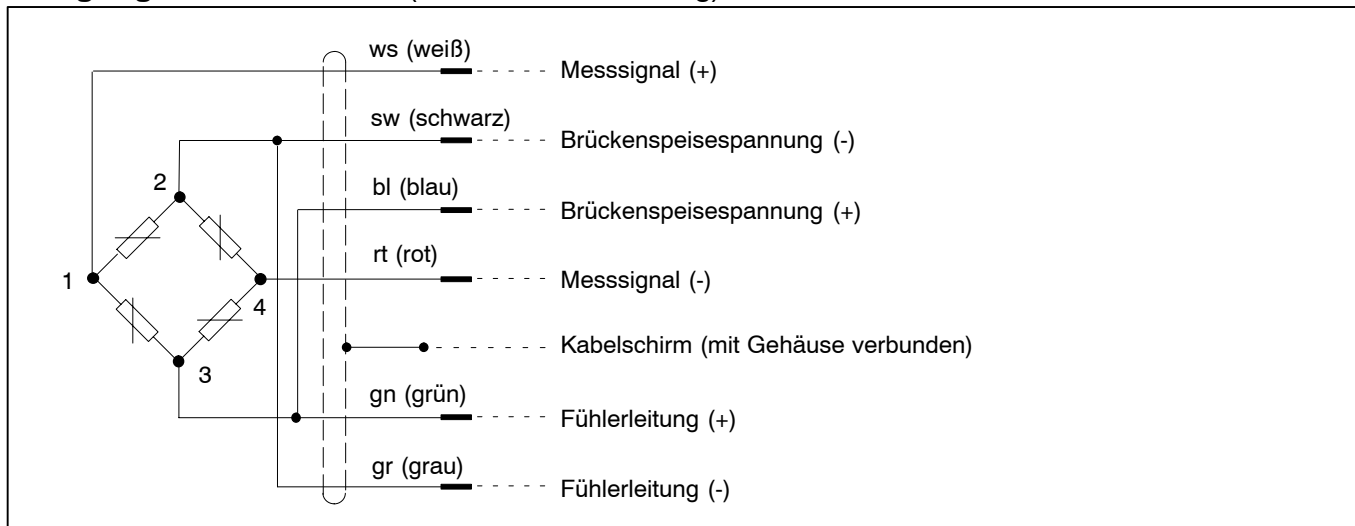 ws (weiß)
Messsignal (+)
sw (schwarz)
Brückenspeisespannung (-)
2
bl (blau)
Brückenspeisespannung (+)
rt (rot)
1
4
Messsignal (-)
Kabelschirm (mit Gehäuse verbunden)
3
gn (grün)
Fühlerleitung (+)
gr (grau)
Fühlerleitung (-)